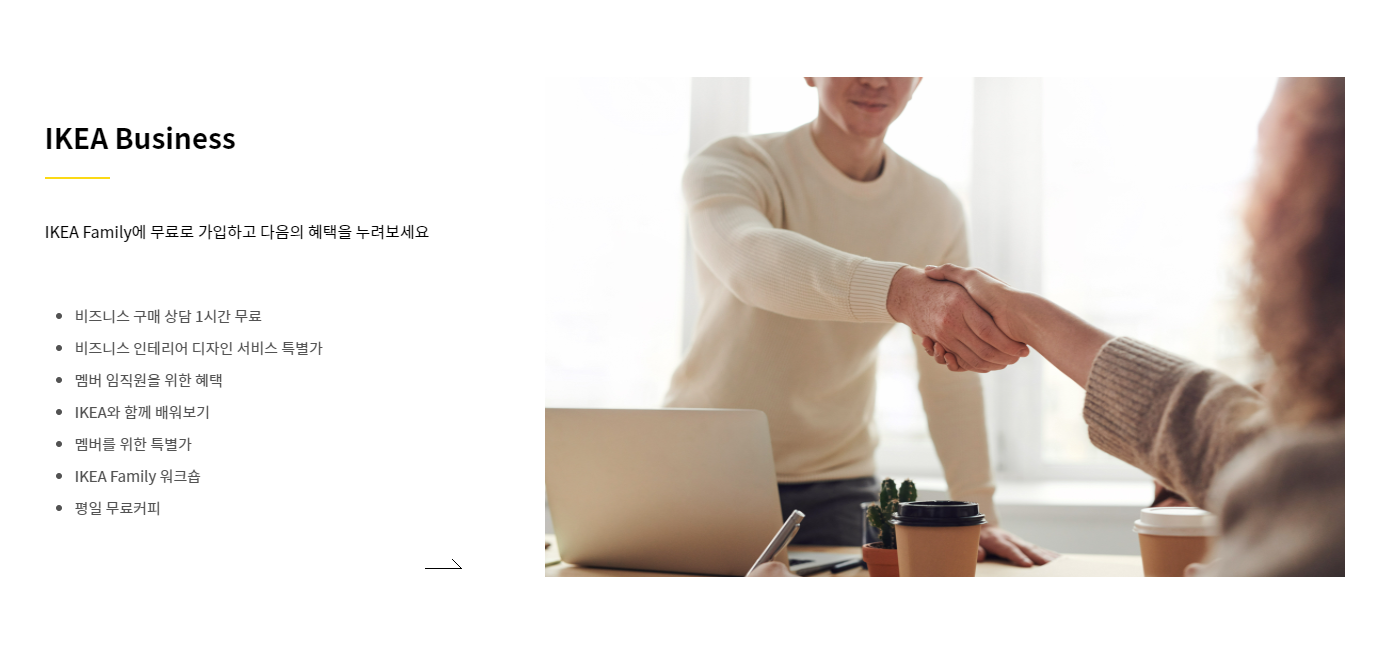 IKEA Business
IKEA Family에 무료로 가입하고 다음의 혜택을 누려보세요
비즈니스 구매 상담 1시간 무료
비즈니스 인테리어 디자인 서비스 특별가
멤버 임직원을 위한 혜택
IKEA와 함께 배워보기
멤버를 위한 특별가
IKEA Family 워크숍
평일 무료커피